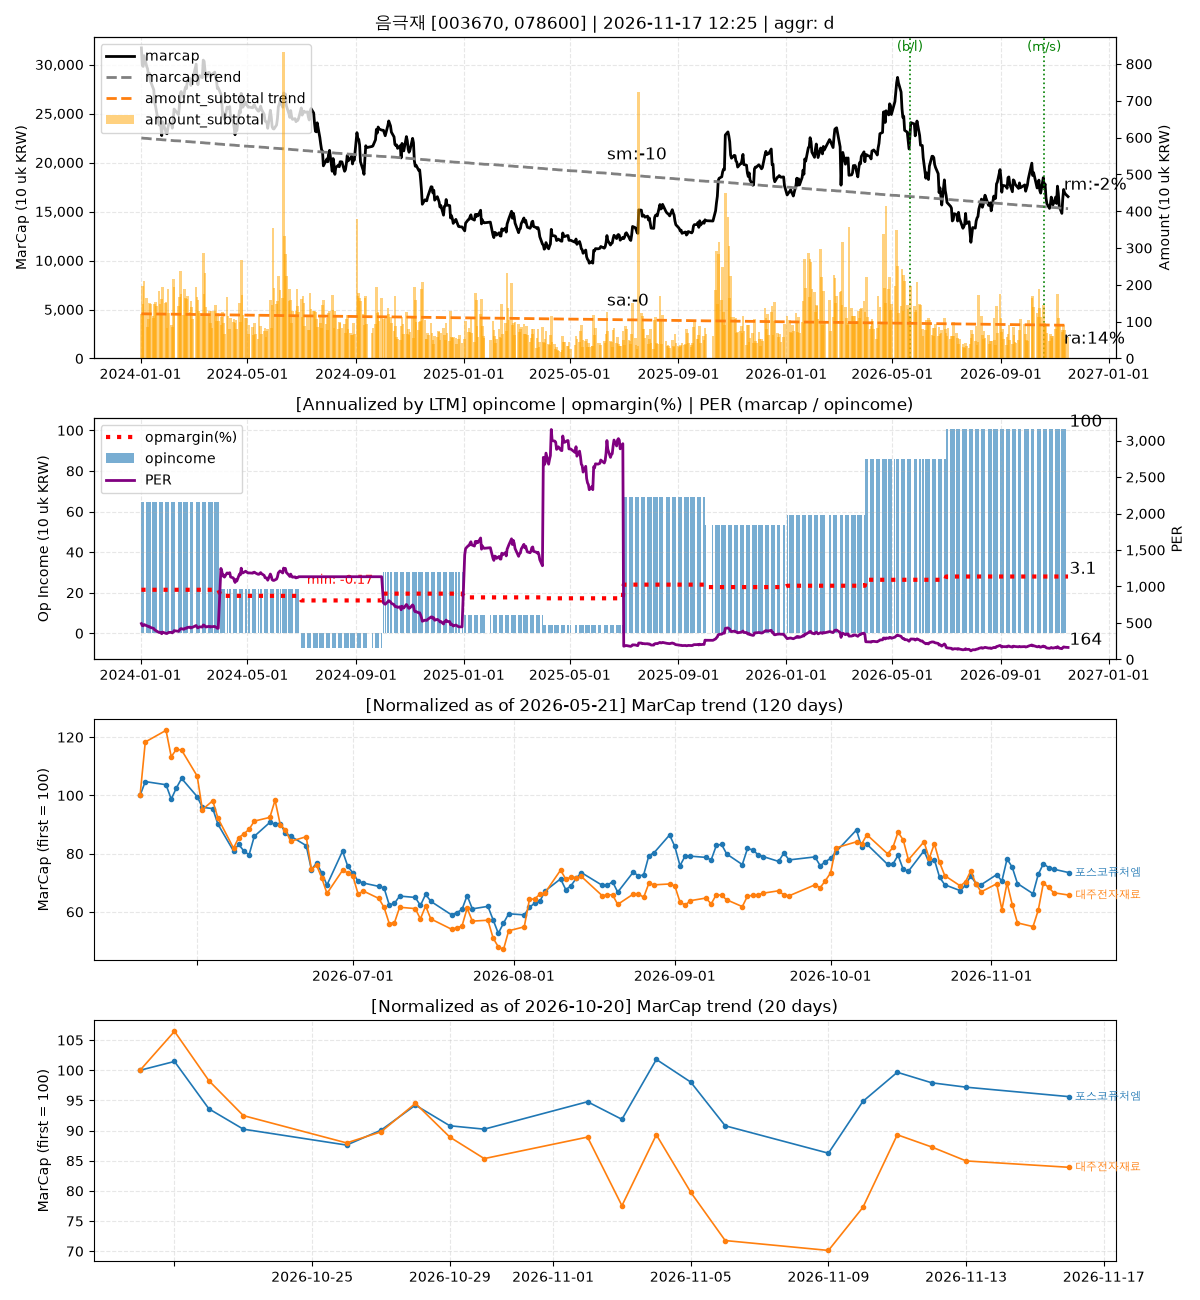 음극재 [003670, 078600] | 2026-11-17 12:25 | aggr: d
MarCap (10 uk KRW)
Amount (10 uk KRW)
marcap
marcap trend
amount_subtotal trend
amount_subtotal
(b/l)
(m/s)
sm:-10
rm:-2%
sa:-0
ra:14%
30,000
25,000
20,000
15,000
10,000
5,000
0
800
700
600
500
400
300
200
100
0
2024-01-01
2024-05-01
2024-09-01
2025-01-01
2025-05-01
2025-09-01
2026-01-01
2026-05-01
2026-09-01
2027-01-01
[Annualized by LTM] opincome | opmargin(%) | PER (marcap / opincome)
Op Income (10 uk KRW)
PER
opmargin(%)
opincome
PER
min: -0.17
100
3.1
164
100
80
60
40
20
0
3,000
2,500
2,000
1,500
1,000
500
0
2024-01-01
2024-05-01
2024-09-01
2025-01-01
2025-05-01
2025-09-01
2026-01-01
2026-05-01
2026-09-01
2027-01-01
[Normalized as of 2026-05-21] MarCap trend (120 days)
MarCap (first = 100)
120
100
80
60
포스코퓨처엠
대주전자재료
2026-07-01
2026-08-01
2026-09-01
2026-10-01
2026-11-01
[Normalized as of 2026-10-20] MarCap trend (20 days)
MarCap (first = 100)
105
100
95
90
85
80
75
70
포스코퓨처엠
대주전자재료
2026-10-25
2026-10-29
2026-11-01
2026-11-05
2026-11-09
2026-11-13
2026-11-17